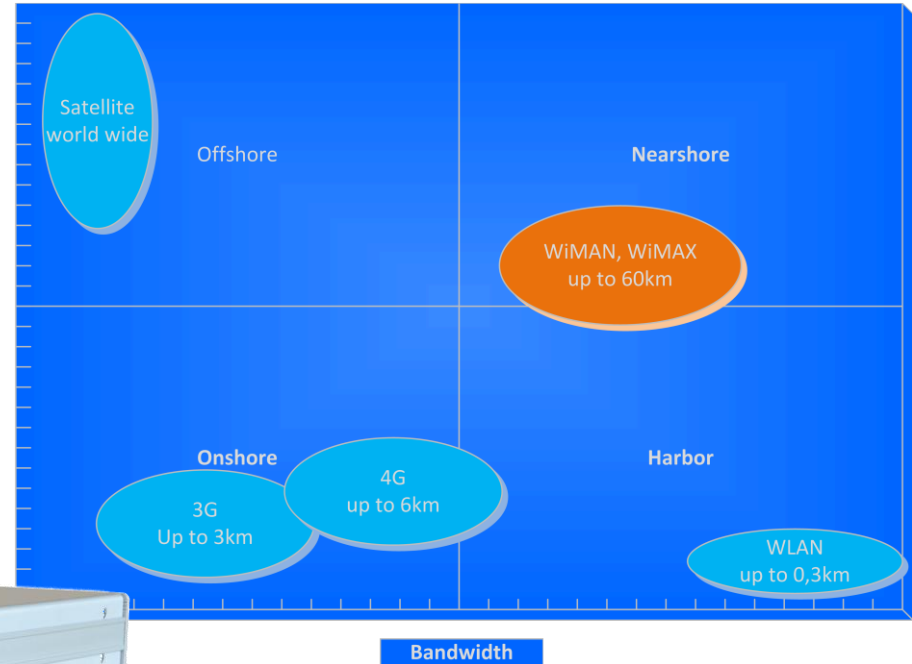 Satellite
world wide
Offshore
Nearshore
WiMAN, WiMAX
up to 60km
Onshore
Harbor
4G
up to 6km
3G
Up to 3km
WLAN
up to 0,3km
Bandwidth